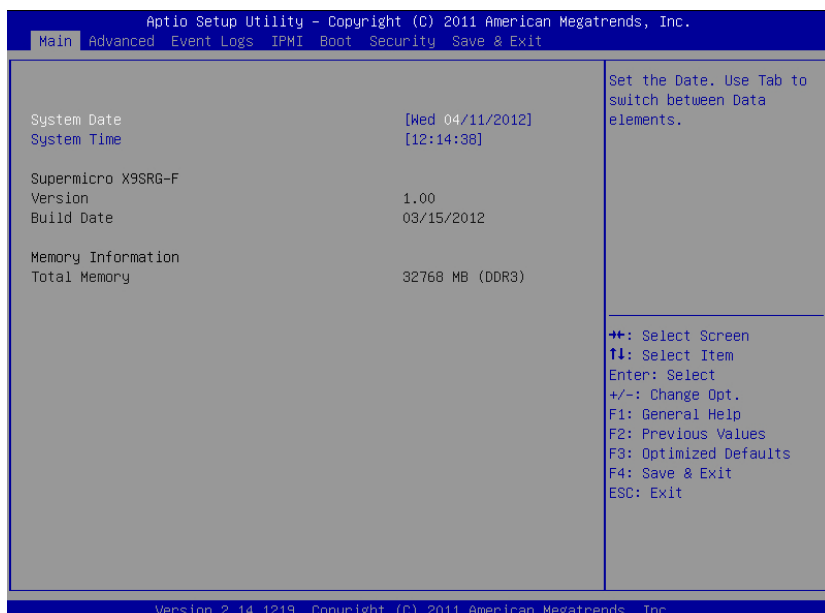 Aptio Setup Utility – Copyright (C) 2011 American Megatrends, Inc.
Main Advanced Event Logs IPMI Boot Security Save & Exit
System Date [Wed 04/11/2012]
System Time [12:14:38]
Supermicro X9SRG-F
Version 1.00
Build Date 03/15/2012
Memory Information
Total Memory 32768 MB (DDR3)
Set the Date. Use Tab to
switch between Data
elements.
→←: Select Screen
↑↓: Select Item
Enter: Select
+/-: Change Opt.
F1: General Help
F2: Previous Values
F3: Optimized Defaults
F4: Save & Exit
ESC: Exit
Version 2.14.1219. Copyright (C) 2011 American Megatrends, Inc.